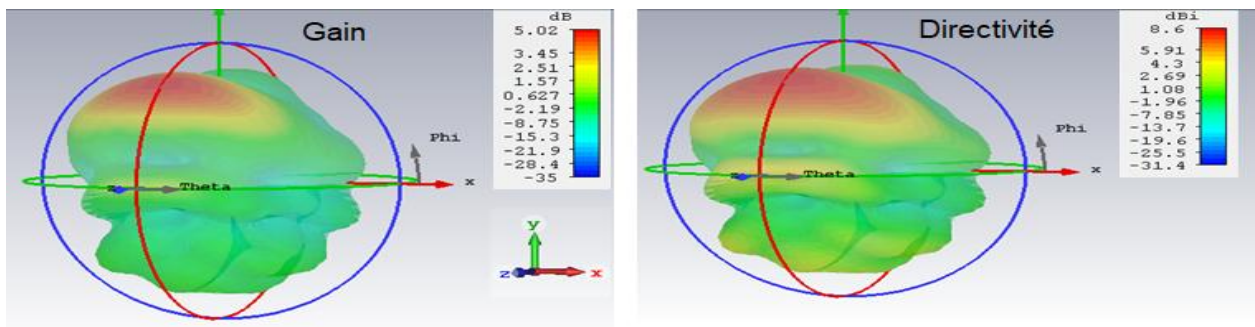 Gain
dB
5.02
3.45
2.51
1.57
0.627
-2.19
-8.75
-15.3
-21.9
-28.4
-35
Phi
z Theta
x
y
z x
Directivité
dBi
8.6
5.91
4.3
2.69
1.08
-1.96
-7.85
-13.7
-19.6
-25.5
-31.4
Phi
z Theta
x